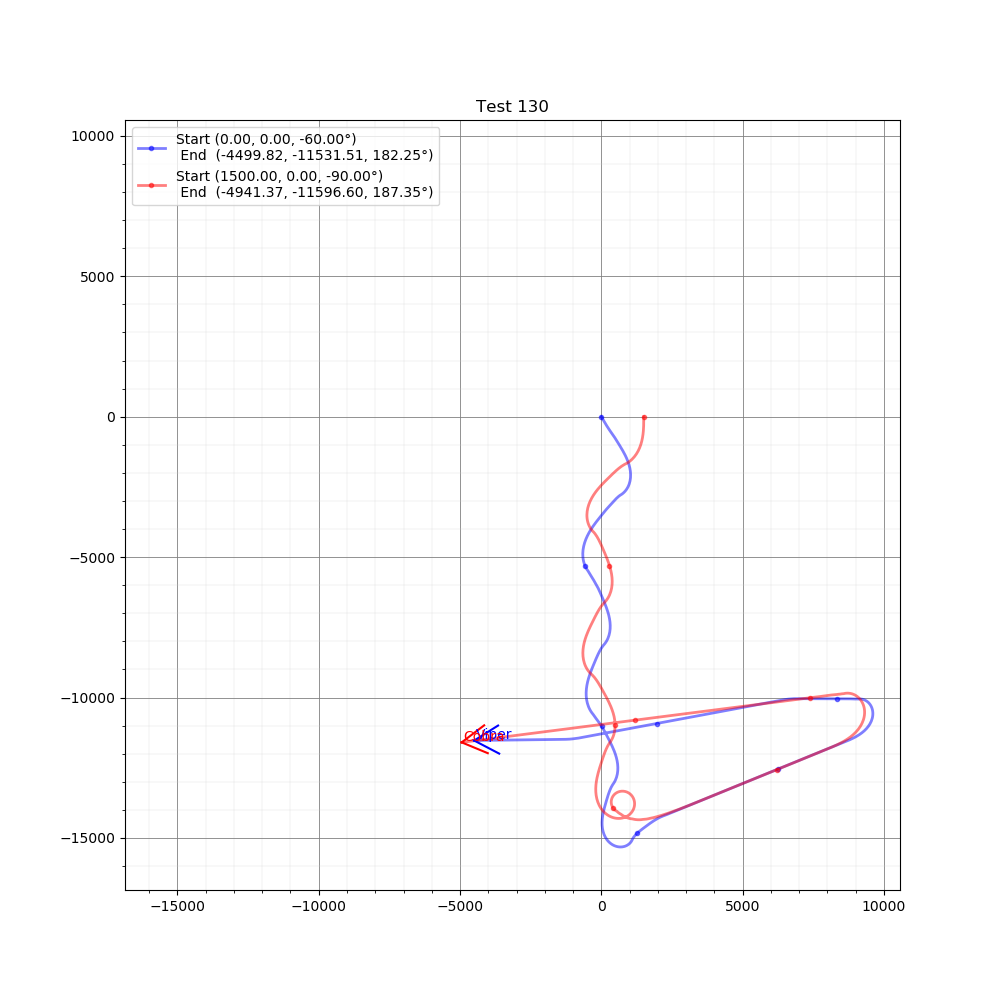 Test 130
Start (0.00, 0.00, -60.00°)
End (-4499.82, -11531.51, 182.25°)
Start (1500.00, 0.00, -90.00°)
End (-4941.37, -11596.60, 187.35°)
10000
5000
0
−5000
−10000
Viper
−15000
−15000 −10000 −5000 0 5000 10000